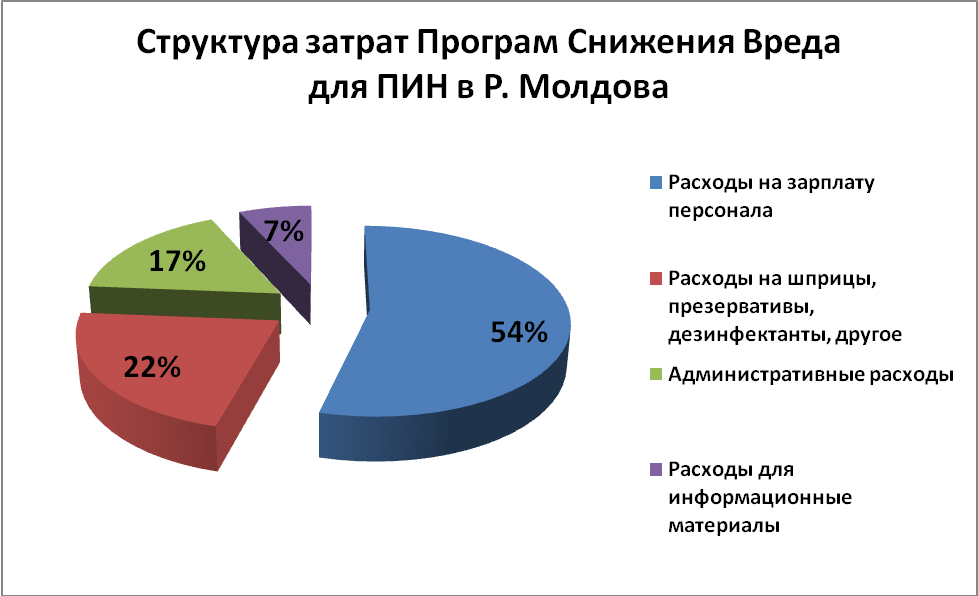 Структура затрат Програм Снижения Вреда
для ПИН в Р. Молдова
7%
17%
54%
22%
Расходы на зарплату
персонала
Расходы на шприцы,
презервативы,
дезинфектанты, другое
Административные расходы
Расходы для
информационные
материалы